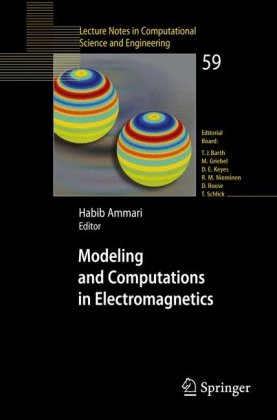 Lecture Notes in Computational
Science and Engineering
59
Editorial
Board:
T. J. Barth
M. Griebel
D. E. Keyes
R. M. Nieminen
D. Roose
T. Schlick
Habib Ammari
Editor
Modeling
and Computations
in Electromagnetics
Springer